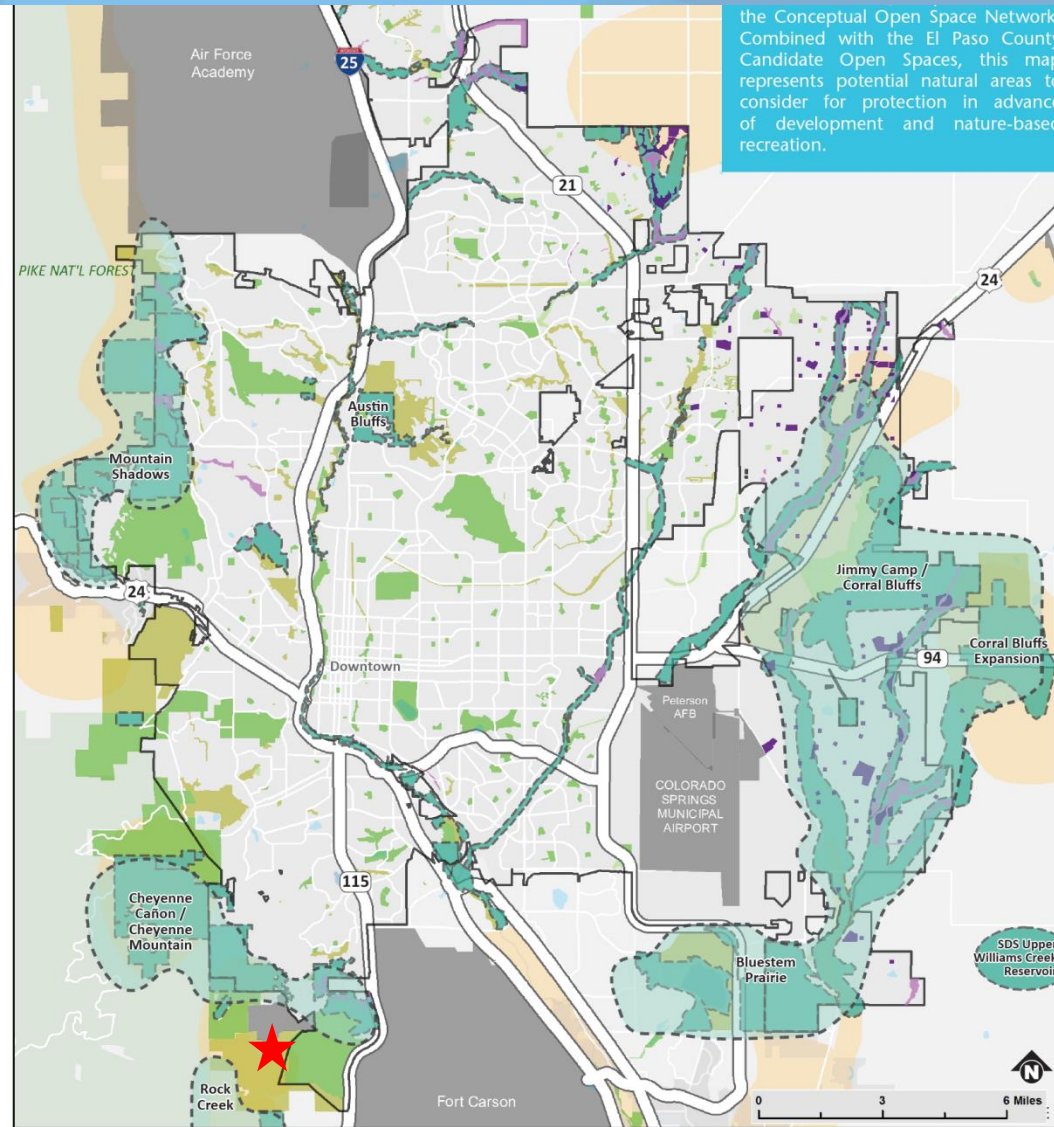 the Conceptual Open Space Network.
Combined with the El Paso County
Candidate Open Spaces, this map
represents potential natural areas to
consider for protection in advance
of development and nature-based
recreation.
Air Force
Academy
25
21
PIKE NAT'L FOREST
24
Austin
Bluffs
Mountain
Shadows
Jimmy Camp /
Corral Bluffs
24
Corral Bluffs
Expansion
94
Downtown
Peterson
AFB
COLORADO
SPRINGS
MUNICIPAL
AIRPORT
115
Cheyenne
Cañon /
Cheyenne
Mountain
SDS Upper
Williams Creek
Reservoir
Bluestem
Prairie
Rock
Creek
Fort Carson
N
0 3 6 Miles